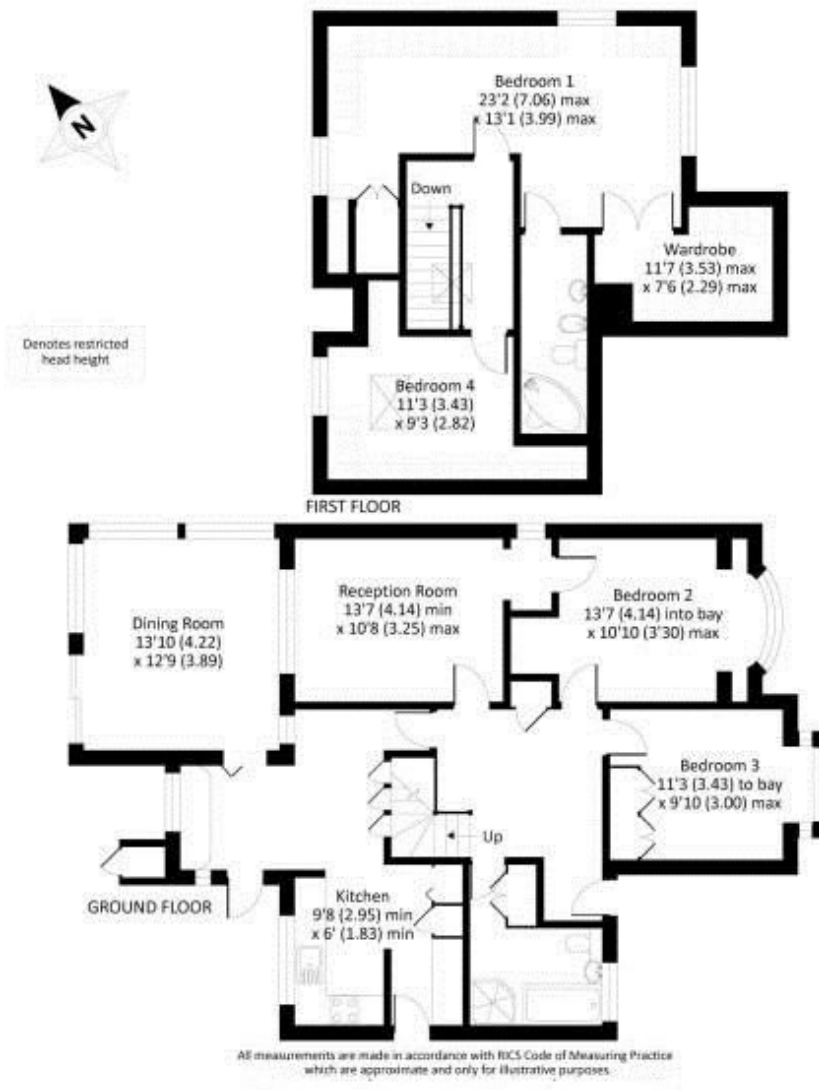 N
Bedroom 1
23'2 (7.06) max
x 13'1 (3.99) max
Down
Wardrobe
11'7 (3.53) max
x 7'6 (2.29) max
Denotes restricted
head height
Bedroom 4
11'3 (3.43)
x 9'3 (2.82)
FIRST FLOOR
Dining Room
13'10 (4.22)
x 12'9 (3.89)
Reception Room
13'7 (4.14) min
x 10'8 (3.25) max
Bedroom 2
13'7 (4.14) into bay
x 10'10 (3'30) max
Bedroom 3
11'3 (3.43) to bay
x 9'10 (3.00) max
Up
GROUND FLOOR
Kitchen
9'8 (2.95) min
x 6' (1.83) min
All measurements are made in accordance with RICS Code of Measuring Practice
which are approximate and only for illustrative purposes.